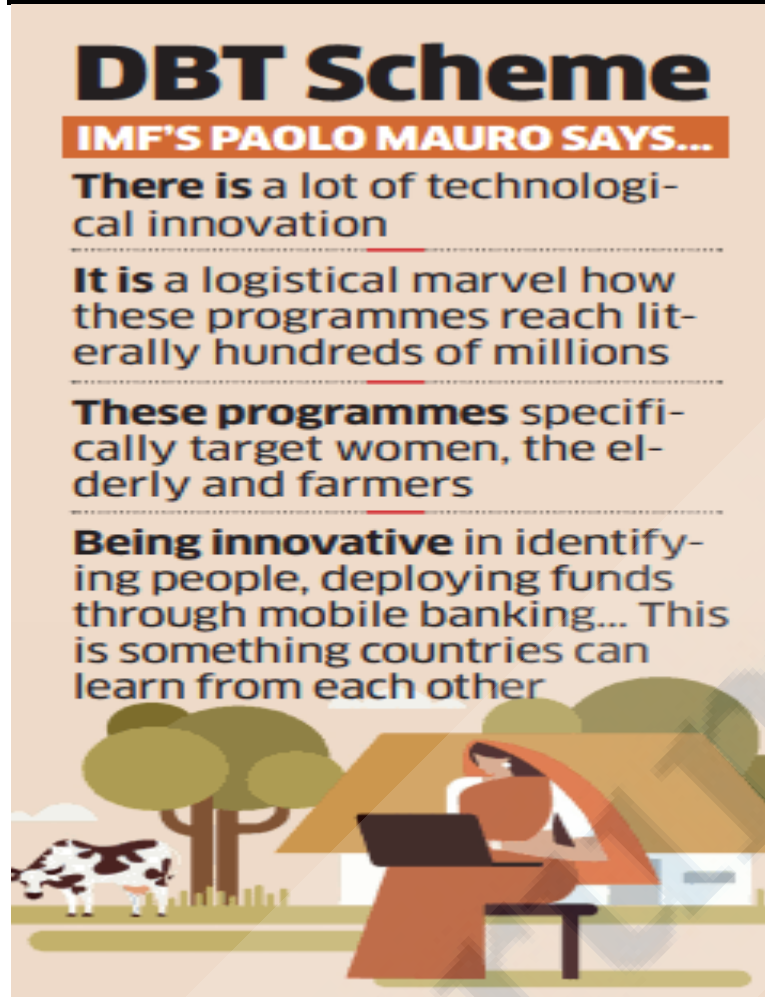 DBT Scheme
IMF'S PAOLO MAURO SAYS...
There is a lot of technologi-
cal innovation
It is a logistical marvel how
these programmes reach lit-
erally hundreds of millions
These programmes specifi-
cally target women, the el-
derly and farmers
Being innovative in identify-
ing people, deploying funds
through mobile banking... This
is something countries can
learn from each other